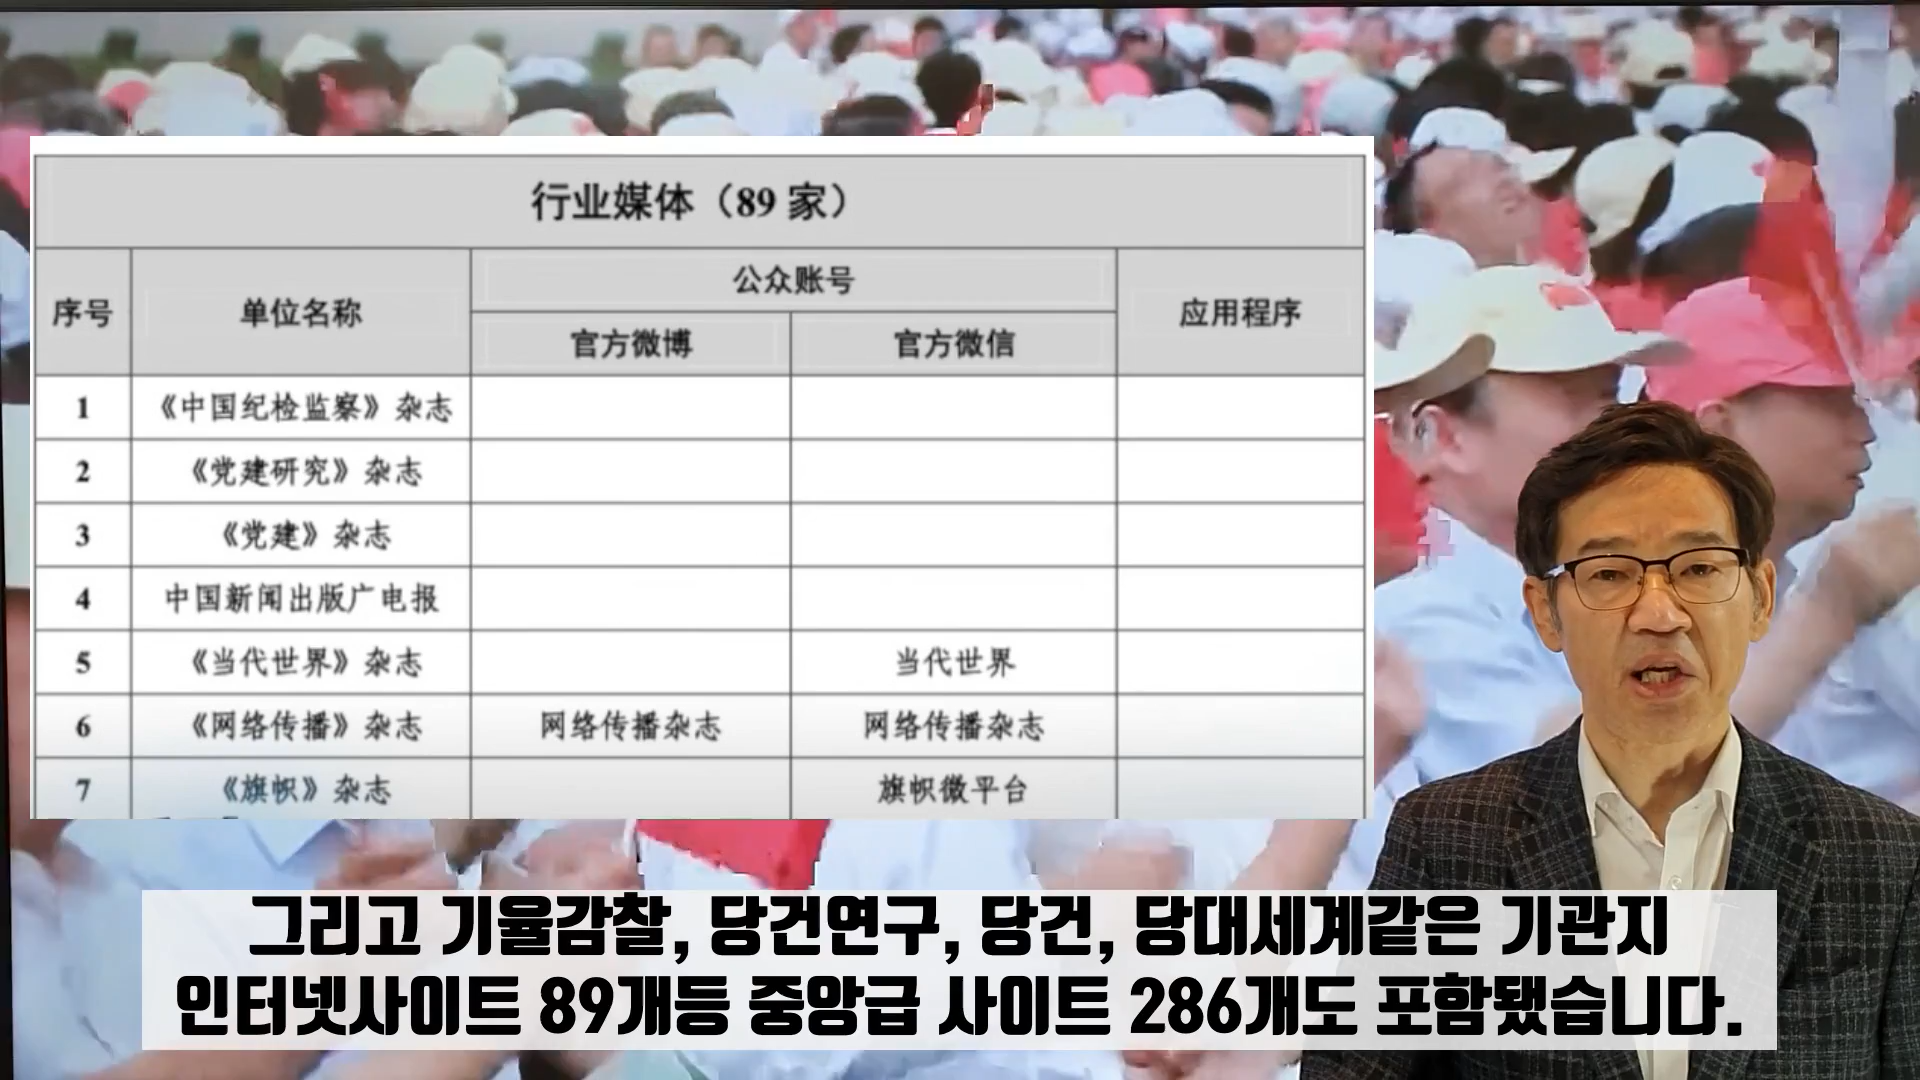 行业媒体（89 家）
序号 单位名称 公众账号 应用程序
官方微博 官方微信
1 《中国纪检监察》杂志
2 《党建研究》杂志
3 《党建》杂志
4 中国新闻出版广电报
5 《当代世界》杂志 当代世界
6 《网络传播》杂志 网络传播杂志 网络传播杂志
7 《旗帜》杂志 旗帜微平台
그리고 기율감찰, 당건연구, 당건, 당대세계같은 기관지
인터넷사이트 89개등 중앙급 사이트 286개도 포함됐습니다.